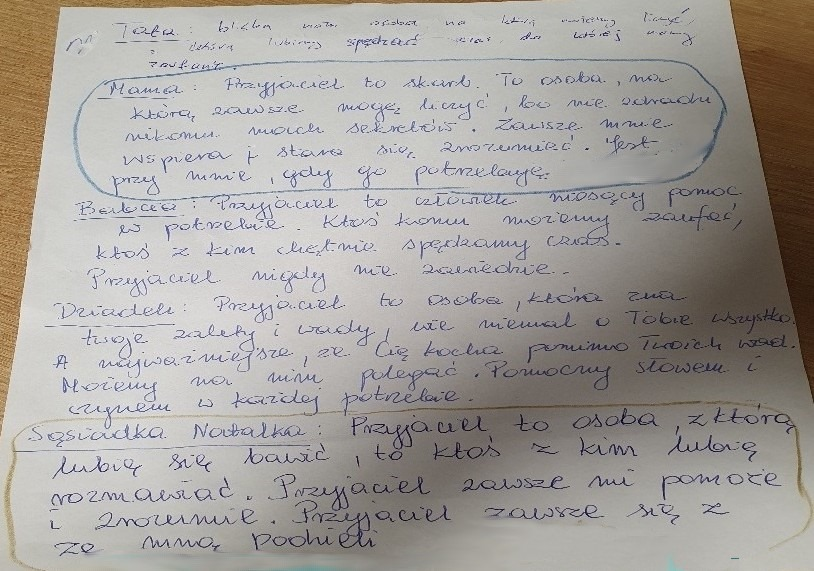 Tata: bliska nam osoba na którą możemy liczyć,
z którą lubimy spędzać czas do której mamy
zaufanie.
Mama: Przyjaciel to skarb. To osoba, na
którą zawsze mogę liczyć, bo nie zdradzi
nikomu moich sekretów. Zawsze mnie
wspiera i stara się zrozumieć. Jest
przy mnie, gdy go potrzebuję.
Babcia: Przyjaciel to człowiek niosący pomoc
w potrzebie. Ktoś komu możemy zaufać,
ktoś z kim chętnie spędzamy czas.
Przyjaciel nigdy nie zawiedzie.
Dziadek: Przyjaciel to osoba, która zna
twoje zalety i wady, wie niemal o Tobie wszystko.
A najważniejsze, że Cię kocha pomimo Twoich wad.
Możemy na nim polegać. Pomocny słowem i
czynem w każdej potrzebie.
Sąsiadka Natalka: Przyjaciel to osoba, z którą
lubię się bawić, to ktoś z kim lubię
rozmawiać. Przyjaciel zawsze mi pomoże
i zrozumie. Przyjaciel zawsze się z
ze mną podzieli